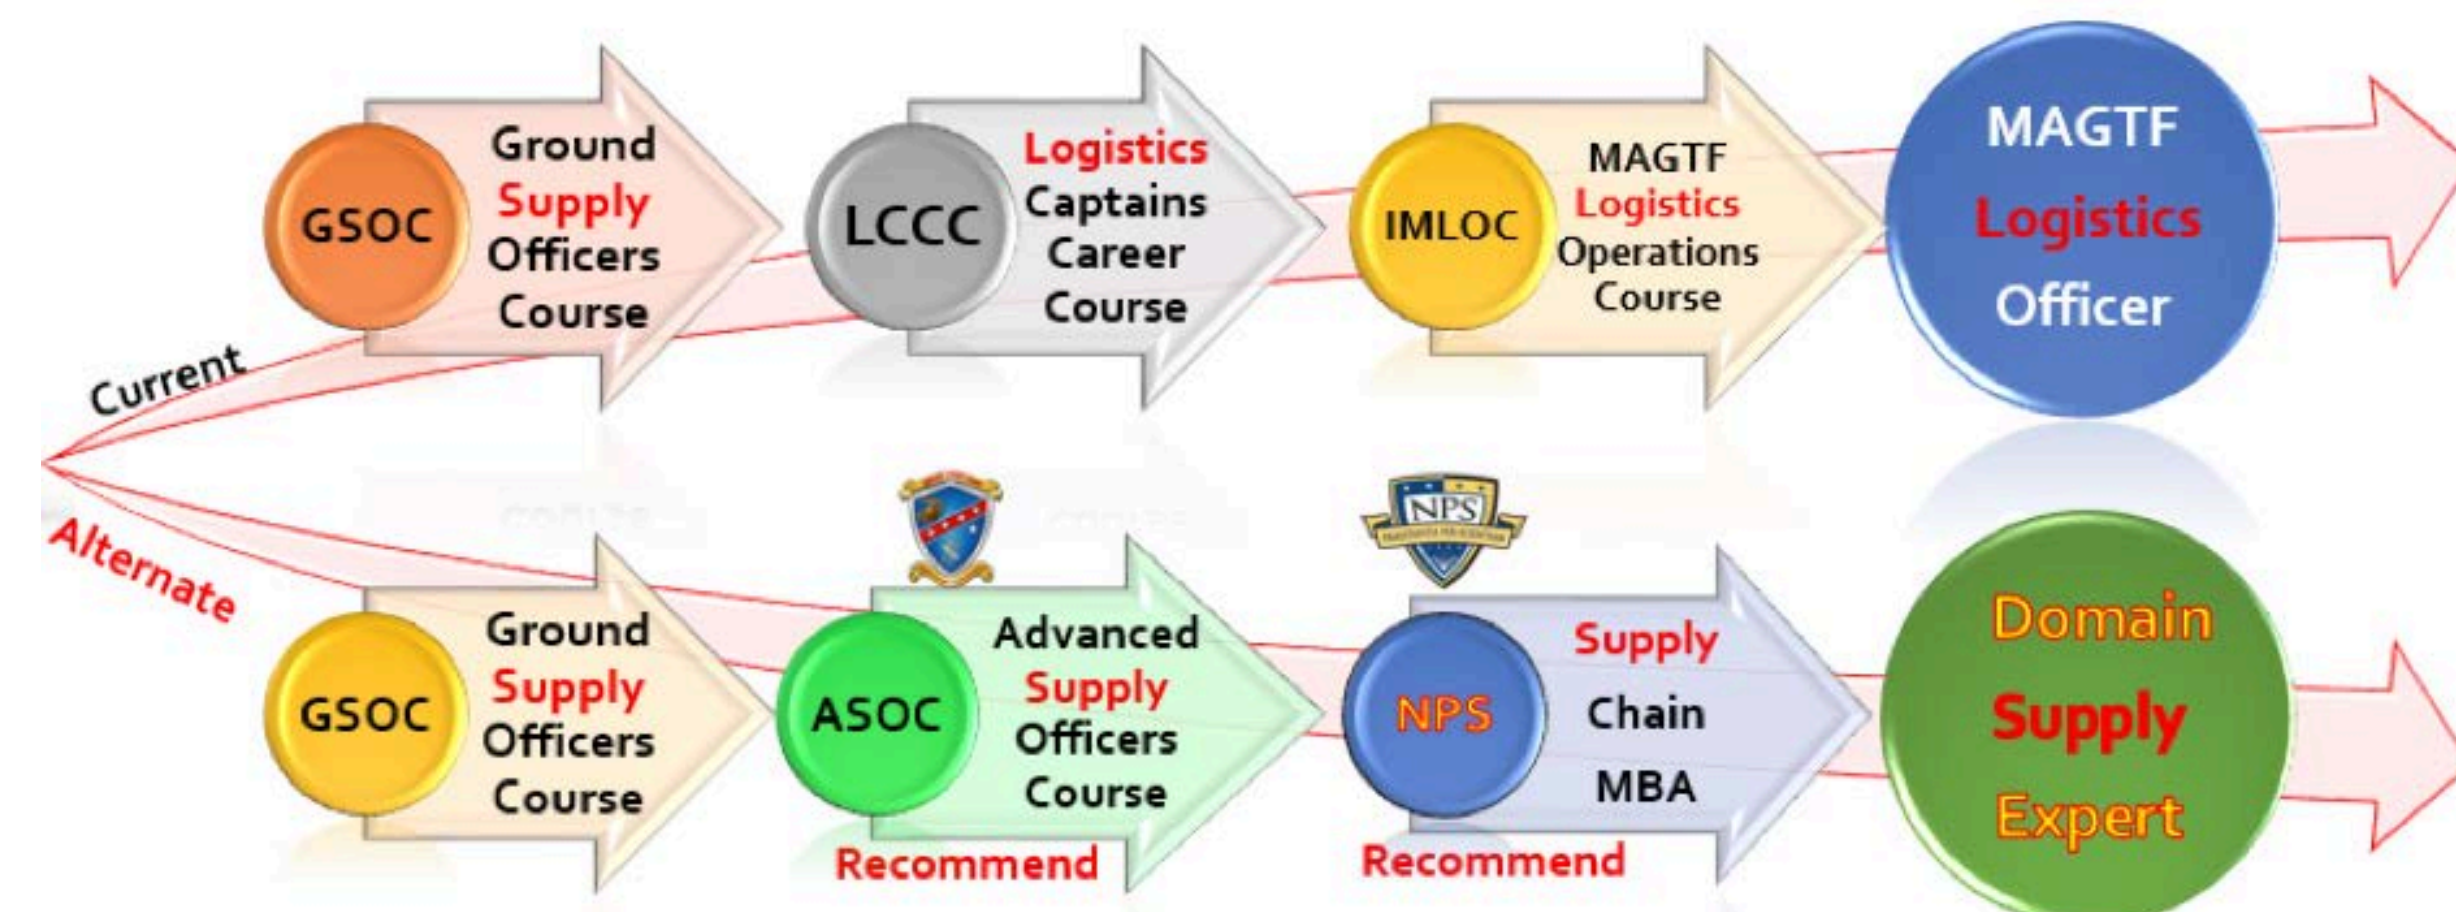 Current
GSOC
Ground
Supply
Officers
Course
LCCC
Logistics
Captains
Career
Course
IMLOC
MAGTF
Logistics
Operations
Course
MAGTF
Logistics
Officer
Alternate
GSOC
Ground
Supply
Officers
Course
ASOC
Advanced
Supply
Officers
Course
Recommend
NPS
NPS
Supply
Chain
MBA
Recommend
Domain
Supply
Expert